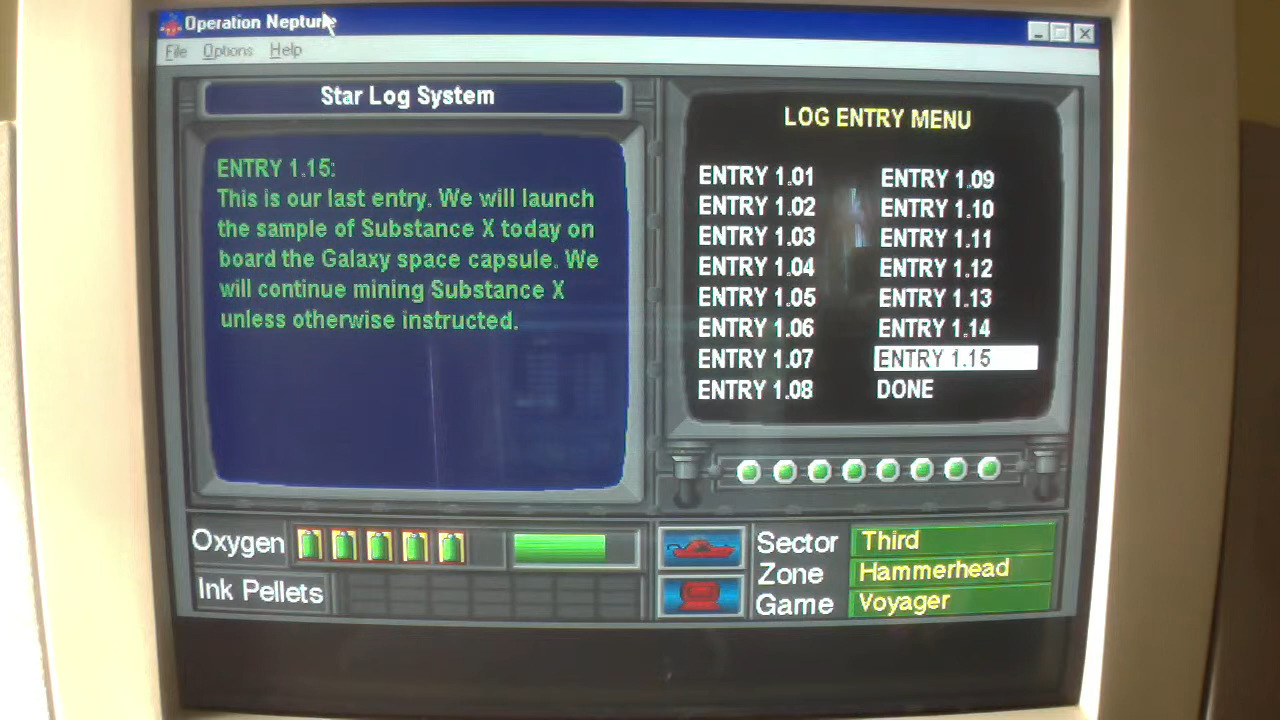 Operation Neptune
File Options Help
Star Log System
ENTRY 1.15:
This is our last entry. We will launch
the sample of Substance X today on
board the Galaxy space capsule. We
will continue mining Substance X
unless otherwise instructed.
LOG ENTRY MENU
ENTRY 1.01
ENTRY 1.02
ENTRY 1.03
ENTRY 1.04
ENTRY 1.05
ENTRY 1.06
ENTRY 1.07
ENTRY 1.08
ENTRY 1.09
ENTRY 1.10
ENTRY 1.11
ENTRY 1.12
ENTRY 1.13
ENTRY 1.14
ENTRY 1.15
DONE
Oxygen
Ink Pellets
Sector Third
Zone Hammerhead
Game Voyager